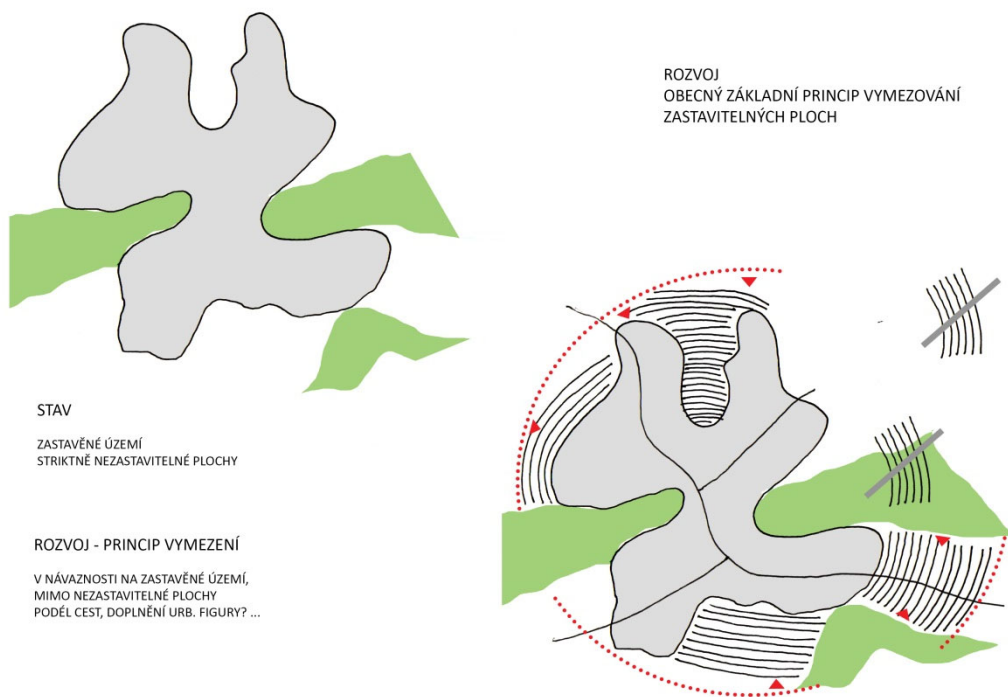 ROZVOJ
OBECNÝ ZÁKLADNÍ PRINCIP VYMEZOVÁNÍ
ZASTAVITELNÝCH PLOCH
STAV
ZASTAVĚNÉ ÚZEMÍ
STRIKTNĚ NEZASTAVITELNÉ PLOCHY
ROZVOJ - PRINCIP VYMEZENÍ
V NÁVAZNOSTI NA ZASTAVĚNÉ ÚZEMÍ,
MIMO NEZASTAVITELNÉ PLOCHY
PODÉL CEST, DOPLNĚNÍ URB. FIGURY? ...